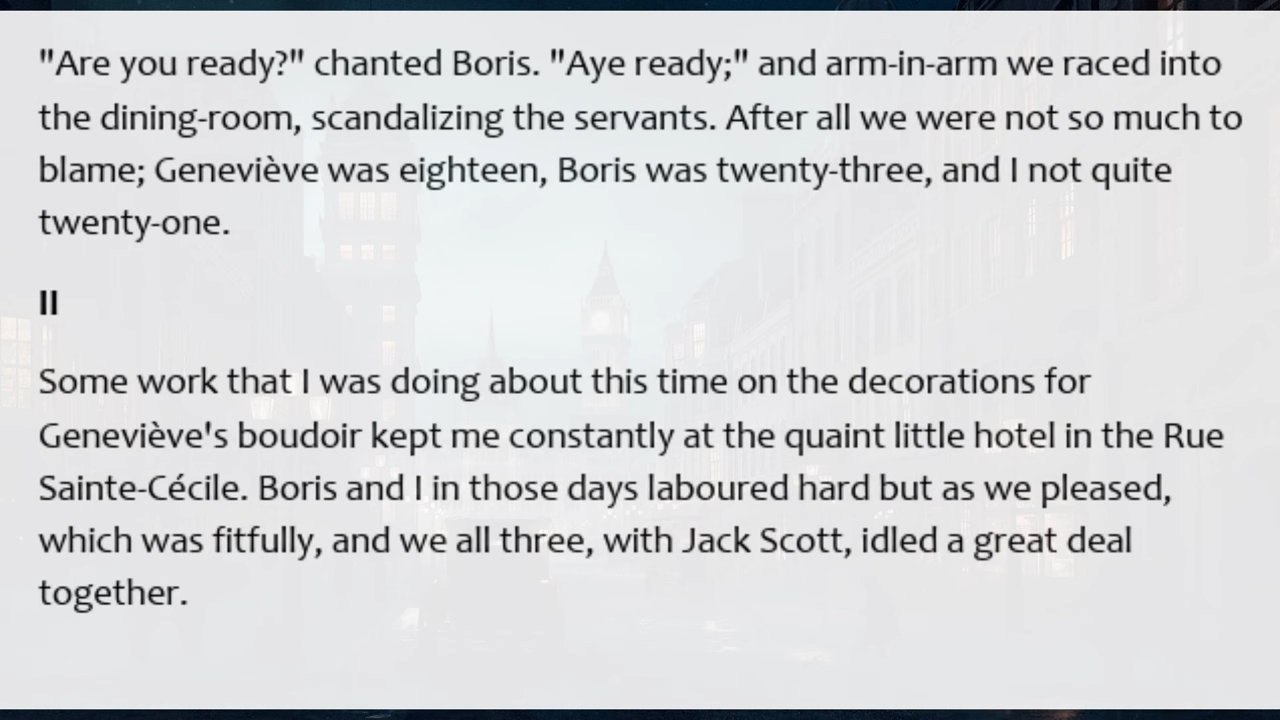 "Are you ready?" chanted Boris. "Aye ready;" and arm-in-arm we raced into
the dining-room, scandalizing the servants. After all we were not so much to
blame; Geneviève was eighteen, Boris was twenty-three, and I not quite
twenty-one.
II
Some work that I was doing about this time on the decorations for
Geneviève's boudoir kept me constantly at the quaint little hotel in the Rue
Sainte-Cécile. Boris and I in those days laboured hard but as we pleased,
which was fitfully, and we all three, with Jack Scott, idled a great deal
together.